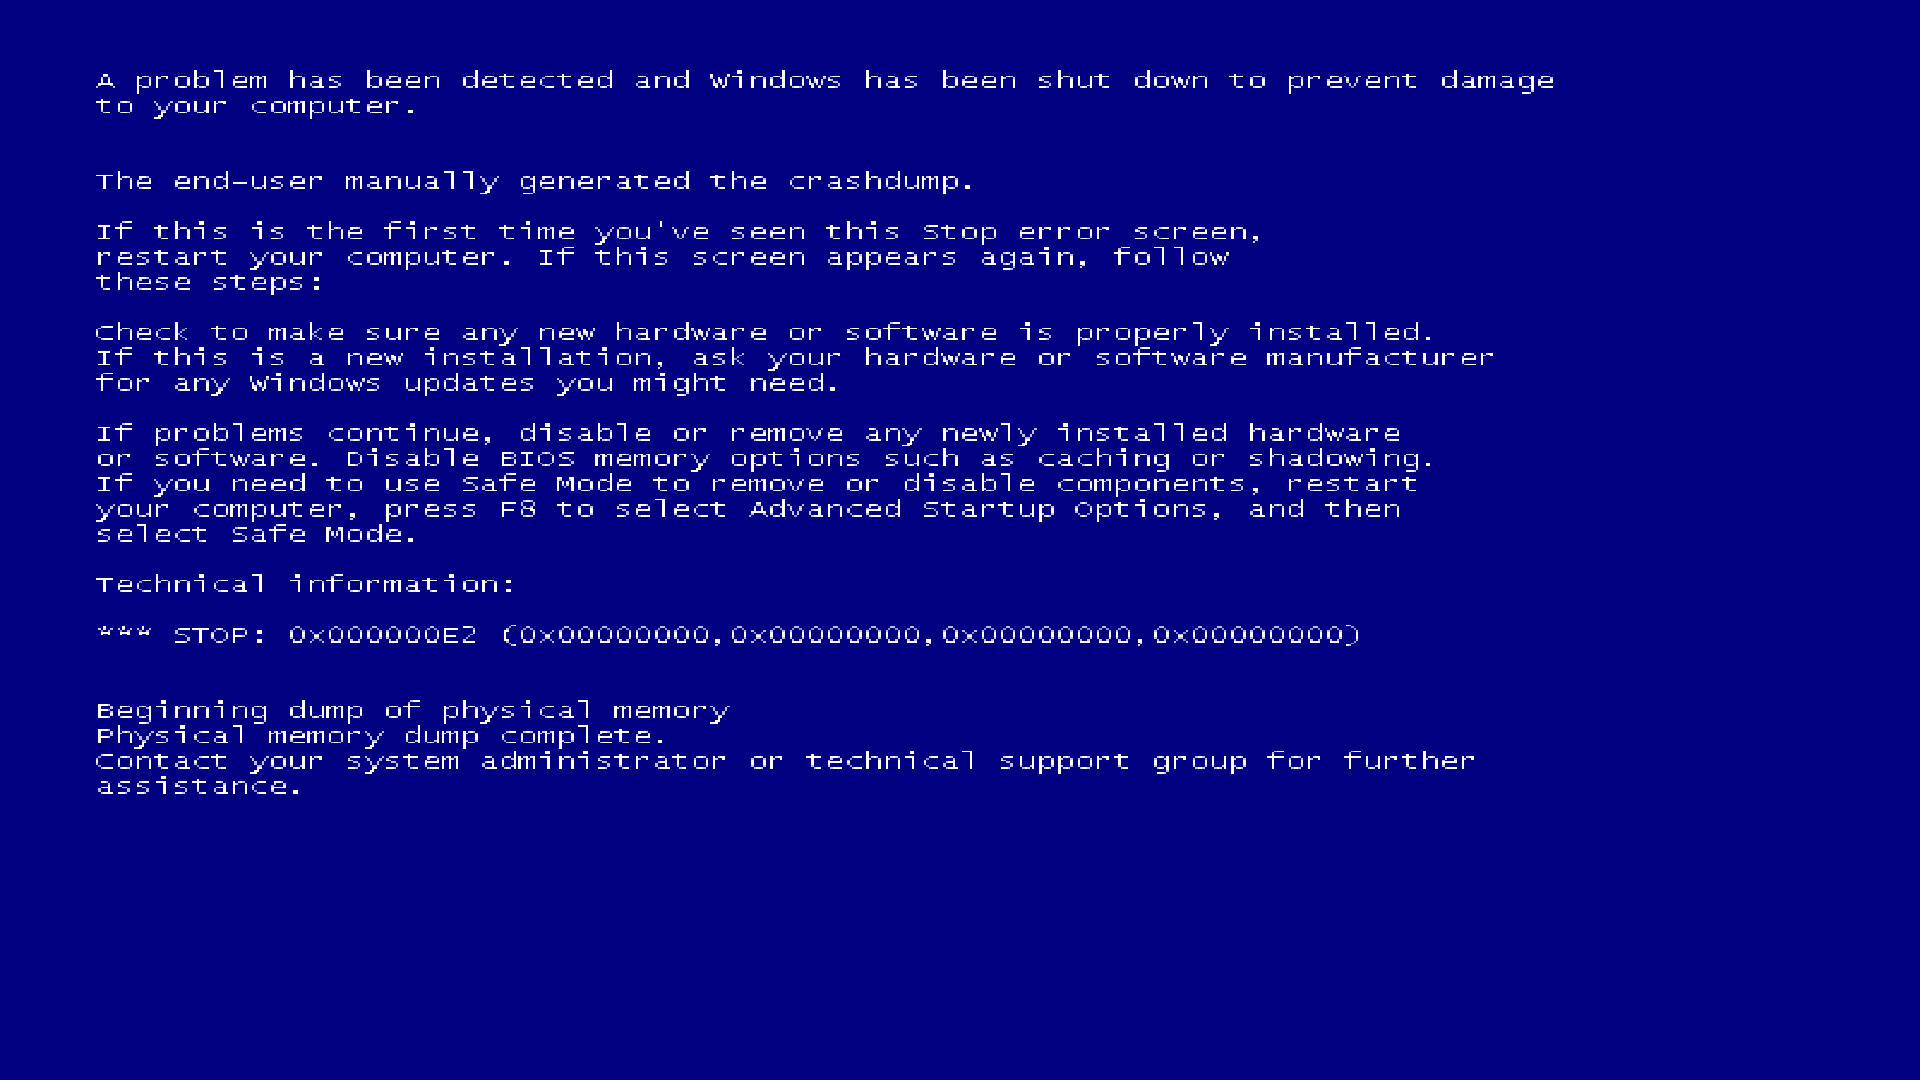 A problem has been detected and Windows has been shut down to prevent damage
to your computer.
The end-user manually generated the crashdump.
If this is the first time you've seen this Stop error screen,
restart your computer. If this screen appears again, follow
these steps:
Check to make sure any new hardware or software is properly installed.
If this is a new installation, ask your hardware or software manufacturer
for any Windows updates you might need.
If problems continue, disable or remove any newly installed hardware
or software. Disable BIOS memory options such as caching or shadowing.
If you need to use Safe Mode to remove or disable components, restart
your computer, press F8 to select Advanced Startup Options, and then
select Safe Mode.
Technical information:
*** STOP: 0x000000E2 (0x00000000,0x00000000,0x00000000,0x00000000)
Beginning dump of physical memory
Physical memory dump complete.
Contact your system administrator or technical support group for further
assistance.